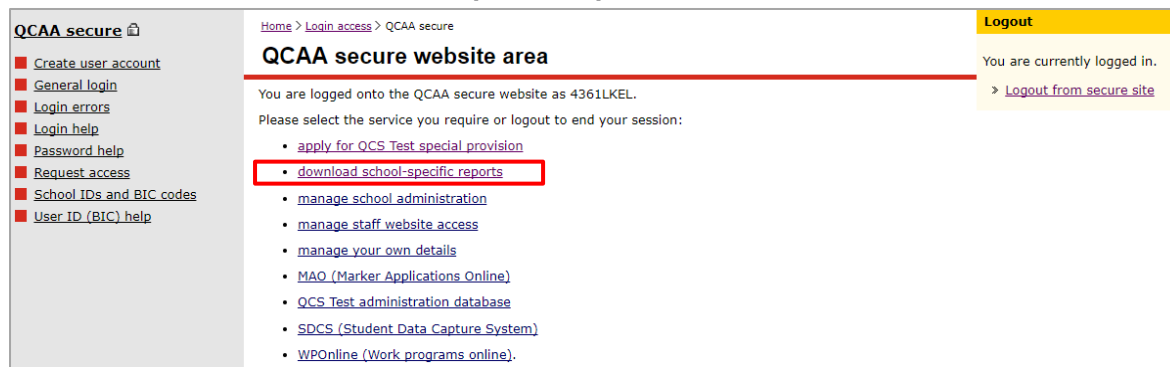 QCAA secure
Create user account
General login
Login errors
Login help
Password help
Request access
School IDs and BIC codes
User ID (BIC) help
Home > Login access > QCAA secure
QCAA secure website area
You are logged onto the QCAA secure website as 4361LKEL.
Please select the service you require or logout to end your session:
• apply for QCS Test special provision
• download school-specific reports
• manage school administration
• manage staff website access
• manage your own details
• MAO (Marker Applications Online)
• QCS Test administration database
• SDCS (Student Data Capture System)
• WPOnline (Work programs online).
Logout
You are currently logged in.
» Logout from secure site